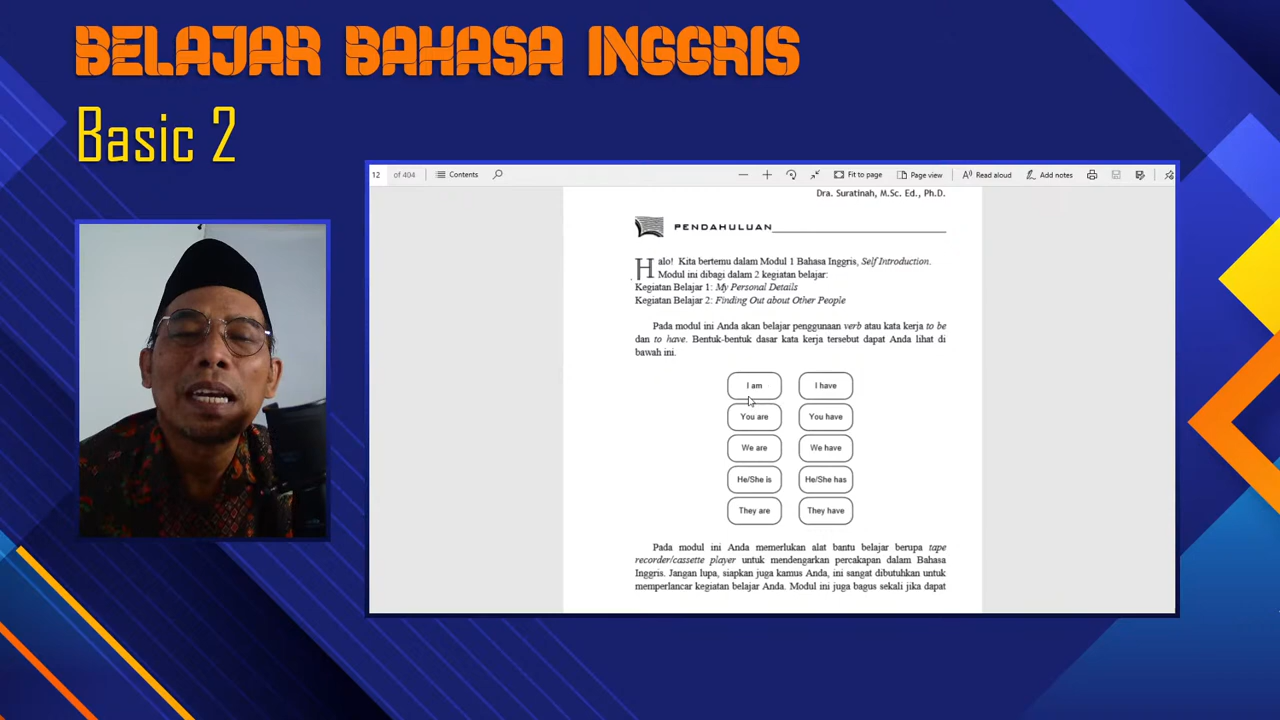 BELAJAR BAHASA INGGRIS
Basic 2
12 of 404 Contents Fit to page Page view Read aloud Add notes
Dra. Suratinah, M.Sc. Ed., Ph.D.
PENDAHULUAN
Halo! Kita bertemu dalam Modul 1 Bahasa Inggris, Self Introduction.
Modul ini dibagi dalam 2 kegiatan belajar:
Kegiatan Belajar 1: My Personal Details
Kegiatan Belajar 2: Finding Out about Other People
Pada modul ini Anda akan belajar penggunaan verb atau kata kerja to be
dan to have. Bentuk-bentuk dasar kata kerja tersebut dapat Anda lihat di
bawah ini.
I am I have
You are You have
We are We have
He/She is He/She has
They are They have
Pada modul ini Anda memerlukan alat bantu belajar berupa tape
recorder/cassette player untuk mendengarkan percakapan dalam Bahasa
Inggris. Jangan lupa, siapkan juga kamus Anda, ini sangat dibutuhkan untuk
memperlancar kegiatan belajar Anda. Modul ini juga bagus sekali jika dapat